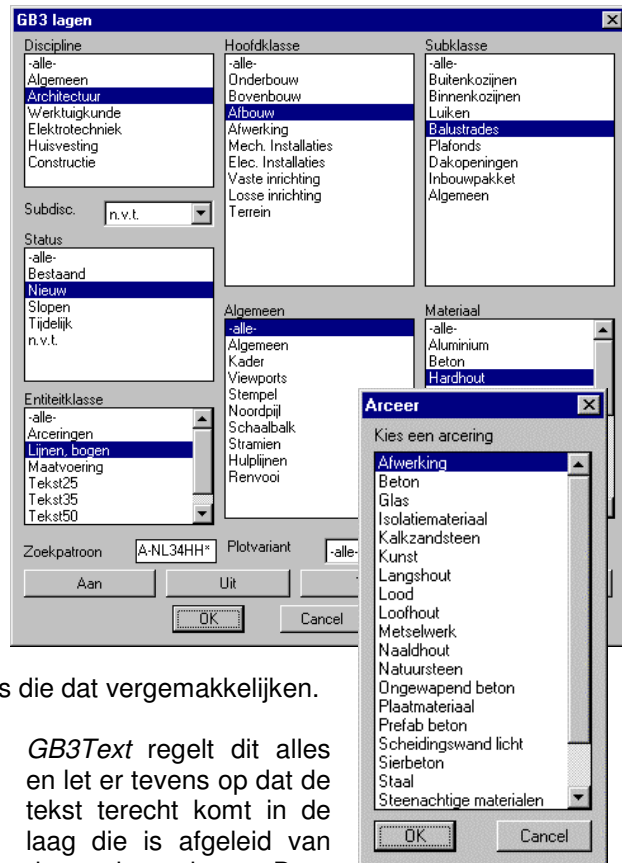 GB3 lagen
Discipline
-alle-
Algemeen
Architectuur
Werktuigkunde
Elektrotechniek
Huisvesting
Constructie
Subdisc.
n.v.t.
Status
-alle-
Bestaand
Nieuw
Slopen
Tijdelijk
n.v.t.
Entiteitklasse
-alle-
Arceringen
Lijnen, bogen
Maatvoering
Tekst25
Tekst35
Tekst50
Hoofdklasse
-alle-
Onderbouw
Bovenbouw
Afbouw
Afwerking
Mech. Installaties
Elec. Installaties
Vaste inrichting
Losse inrichting
Terrein
Algemeen
-alle-
Algemeen
Kader
Viewports
Stempel
Noordpijl
Schaalbalk
Stramien
Hulplijnen
Renvooi
Subklasse
-alle-
Buitenkozijnen
Binnenkozijnen
Luiken
Balustrades
Plafonds
Dakopeningen
Inbouwpakket
Algemeen
Materiaal
-alle-
Aluminium
Beton
Hardhout
Zoekpatroon
A-NL34HH*
Plotvariant
-alle-
Aan
Uit
OK
Cancel
Arceer
Kies een arcering
Afwerking
Beton
Glas
Isolatiemateriaal
Kalkzandsteen
Kunst
Langshout
Lood
Loofhout
Metselwerk
Naaldhout
Natuursteen
Ongewapend beton
Plaatmateriaal
Prefab beton
Scheidingswand licht
Sierbeton
Staal
Steenachtige materialen
OK
Cancel
s die dat vergemakkelijken.
GB3Text regelt dit alles
en let er tevens op dat de
tekst terecht komt in de
laag die is afgeleid van